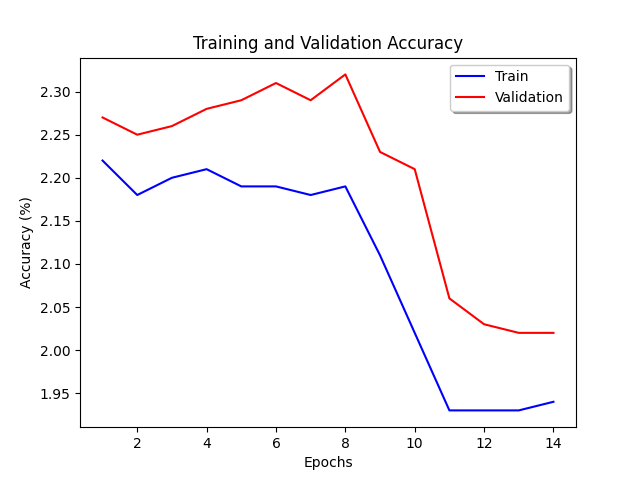 Training and Validation Accuracy
Train
Validation
2.30
2.25
2.20
2.15
2.10
2.05
2.00
1.95
Accuracy (%)
2 4 6 8 10 12 14
Epochs